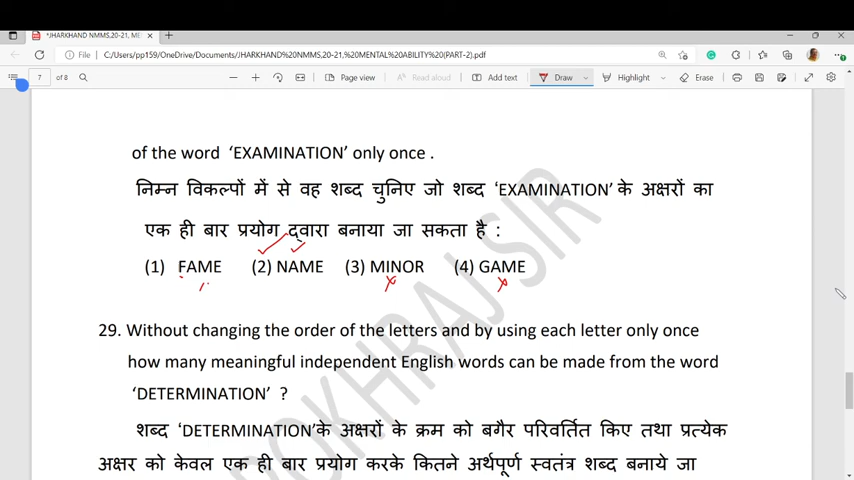 *JHARKHAND NMMS,20-21, MENTAL
File
C:/Users/pp159/OneDrive/Documents/JHARKHAND%20NMMS,20-21,%20MENTAL%20ABILITY%20(PART-2).pdf
7 of 8
Page view
Read aloud
Add text
Draw
Highlight
Erase
of the word ‘EXAMINATION’ only once .
निम्न विकल्पों में से वह शब्द चुनिए जो शब्द ‘EXAMINATION’ के अक्षरों का
एक ही बार प्रयोग द्वारा बनाया जा सकता है :
(1) FAME (2) NAME (3) MINOR (4) GAME
29. Without changing the order of the letters and by using each letter only once
how many meaningful independent English words can be made from the word
‘DETERMINATION’ ?
शब्द ‘DETERMINATION’के अक्षरों के क्रम को बगैर परिवर्तित किए तथा प्रत्येक
अक्षर को केवल एक ही बार प्रयोग करके कितने अर्थपूर्ण स्वतंत्र शब्द बनाये जा
POKHRAJ SIR